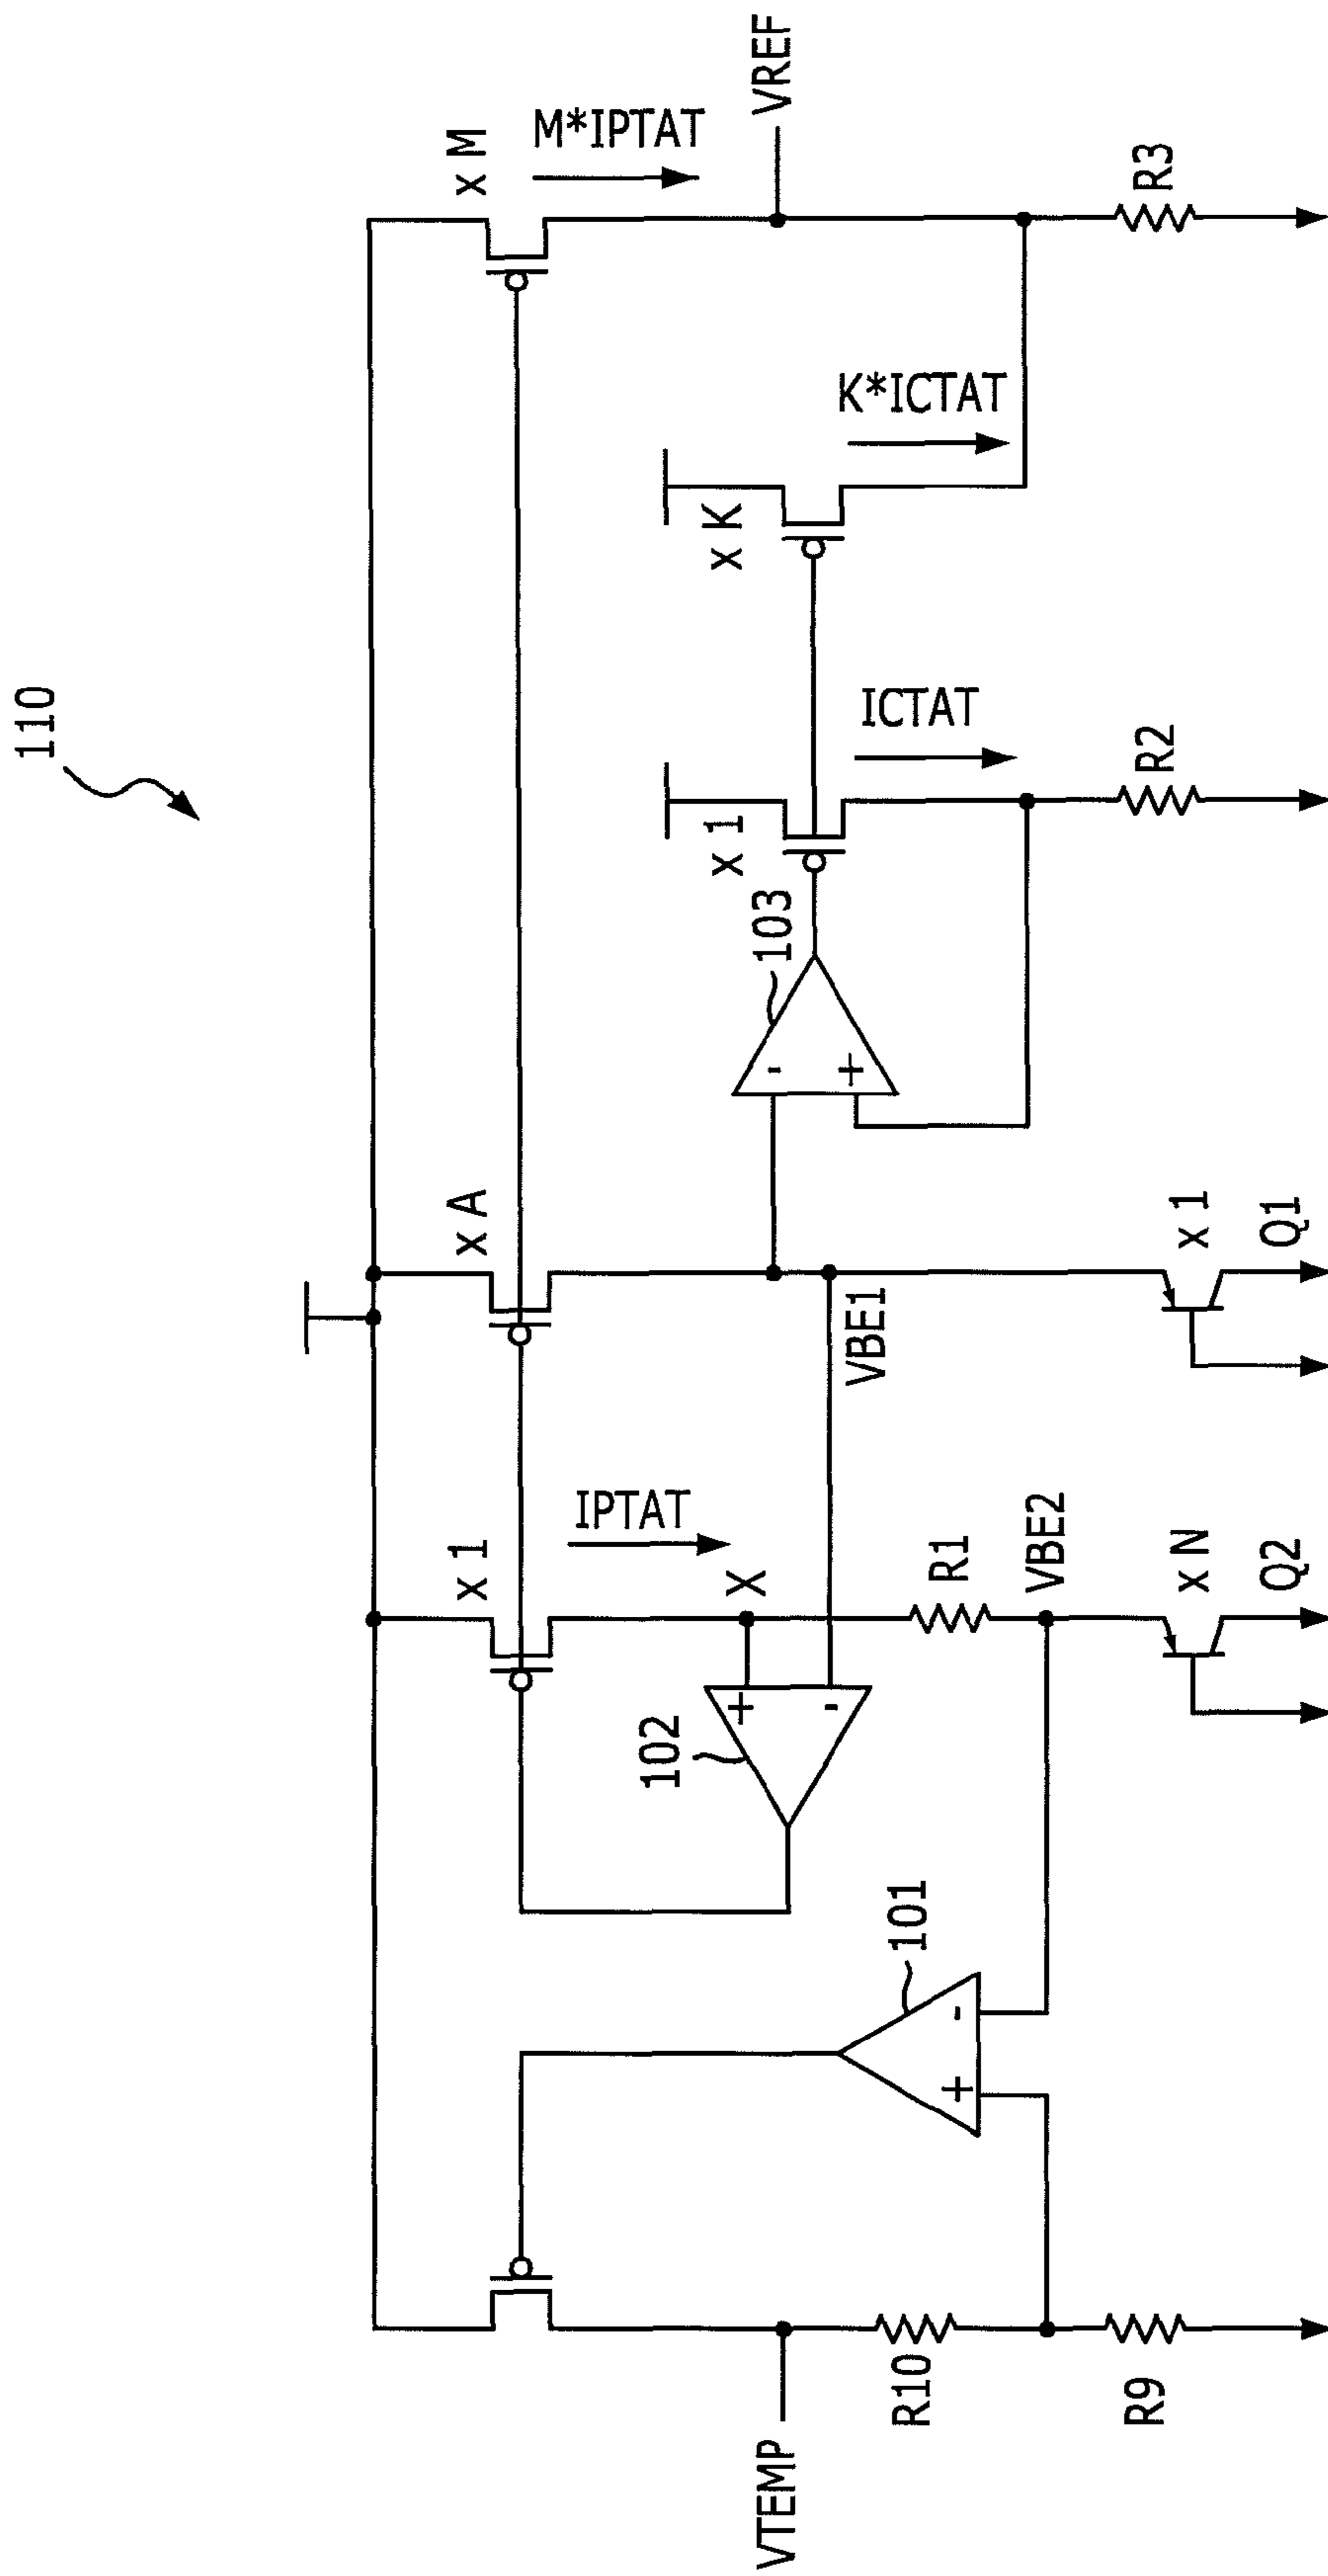 110
x M
M*IPTAT
VREF
R3
x K
K*ICTAT
x 1
ICTAT
R2
103
-
+
x A
VBE1
x 1
Q1
x 1
IPTAT
X
R1
VBE2
x N
Q2
102
+
-
101
-
+
VTEMP
R10
R9